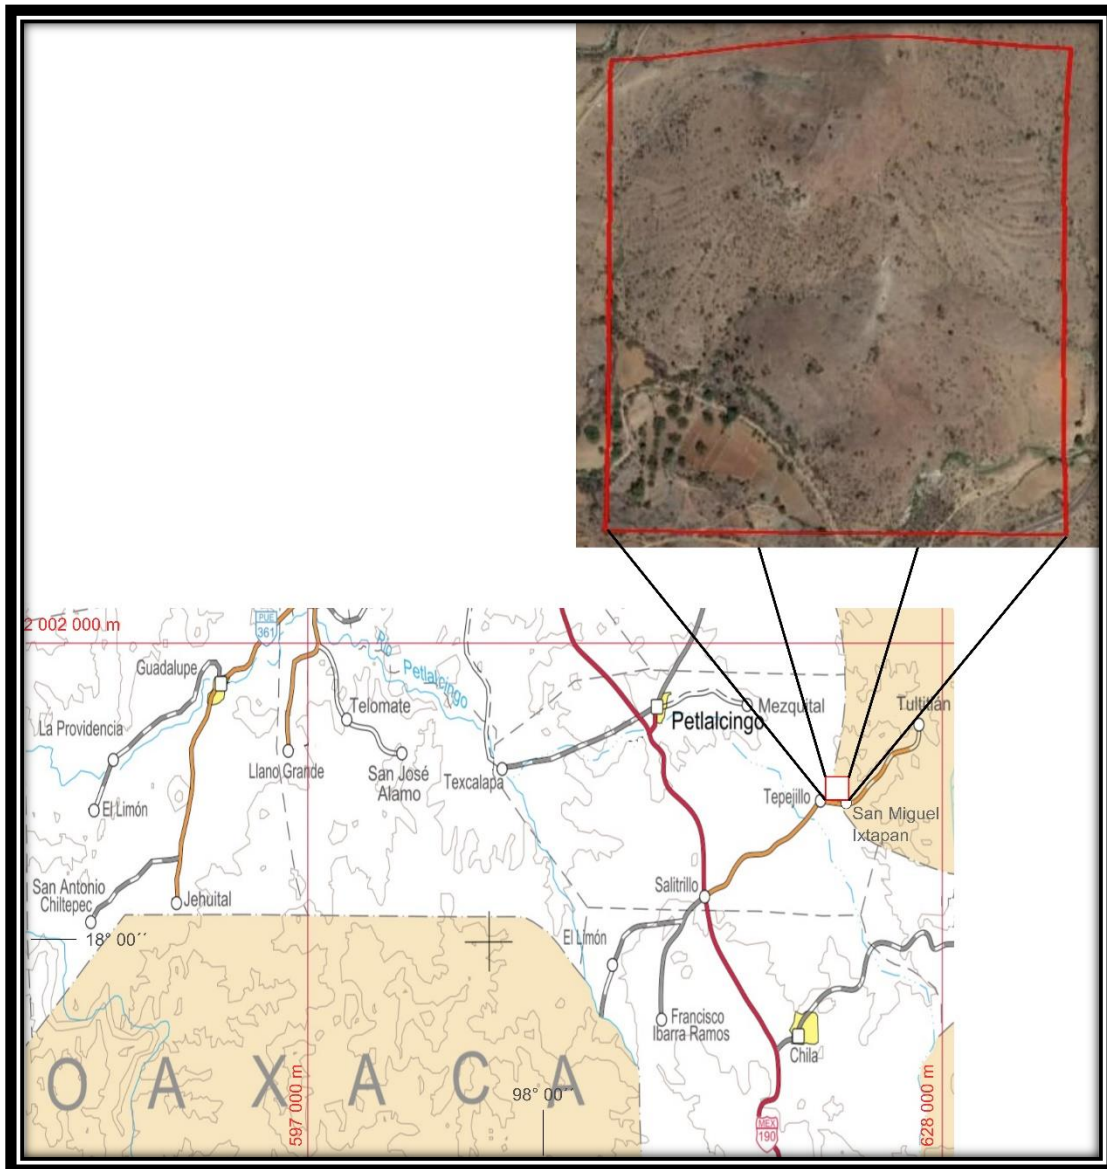 2 002 000 m
PUE
361
Río Petlalcingo
Guadalupe
Telomate
La Providencia
Llano Grande
San José
Alamo
Texcalapa
El Limón
Mezquital
Petlalcingo
Tultitlán
Tepejillo
San Miguel
Ixtapan
San Antonio
Chiltepec
Jehuital
Salitrillo
18° 00´´
El Limón
Francisco
Ibarra Ramos
Chila
OAXACA
98° 00´´
597 000 m
628 000 m
MEX
190